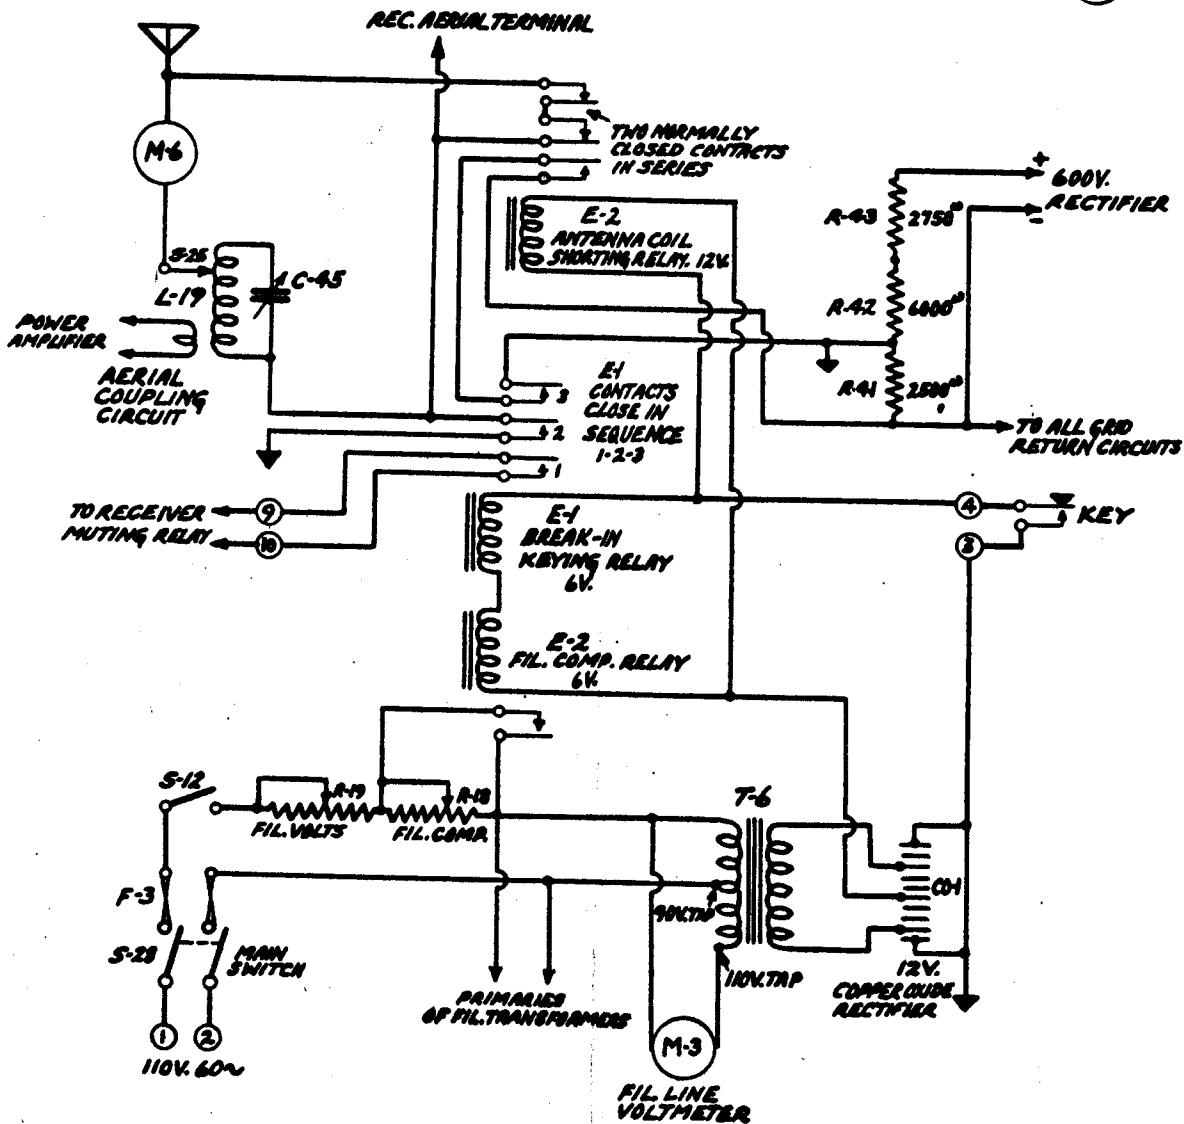 REC. AERIAL TERMINAL
M-6
TWO NORMALLY
CLOSED CONTACTS
IN SERIES
+
600V.
RECTIFIER
-
R-43
2750ω
E-2
ANTENNA COIL
SHORTING RELAY. 12V.
L-19
C-45
R-42
6000ω
POWER
AMPLIFIER
AERIAL
COUPLING
CIRCUIT
E-1
CONTACTS
CLOSE IN
SEQUENCE
1-2-3
3
2
1
R-41
2500ω
TO ALL GRID
RETURN CIRCUITS
TO RECEIVER
MUTING RELAY
9
10
E-1
BREAK-IN
KEYING RELAY
6V.
4
3
KEY
E-2
FIL. COMP. RELAY
6V.
S-12
R-19
R-18
FIL. VOLTS
FIL. COMP.
T-6
F-3
90V. TAP
CO-1
MAIN
SWITCH
110V. TAP
12V.
COPPER OXIDE
RECTIFIER
PRIMARIES
OF FIL. TRANSFORMERS
1
2
110V. 60~
M-3
FIL. LINE
VOLTMETER